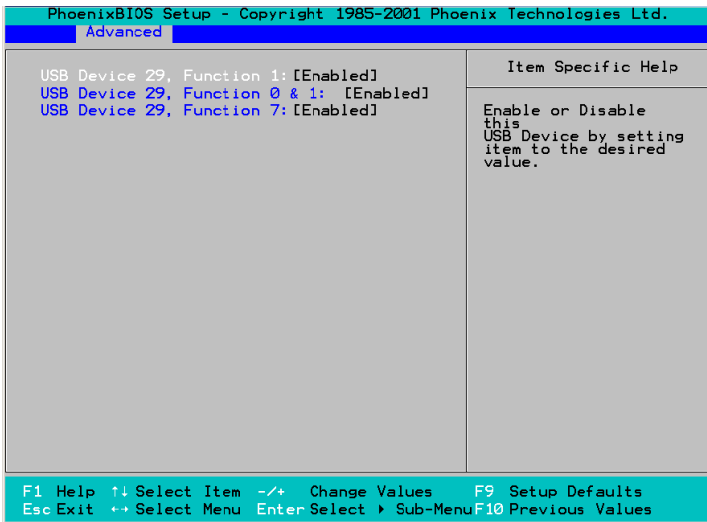 PhoenixBIOS Setup - Copyright 1985-2001 Phoenix Technologies Ltd.
Advanced
USB Device 29, Function 1: [Enabled]
USB Device 29, Function 0 & 1: [Enabled]
USB Device 29, Function 7: [Enabled]
Item Specific Help
Enable or Disable
this
USB Device by setting
item to the desired
value.
F1 Help ↑↓ Select Item -/+ Change Values F9 Setup Defaults
Esc Exit ←→ Select Menu Enter Select ▸ Sub-Menu F10 Previous Values